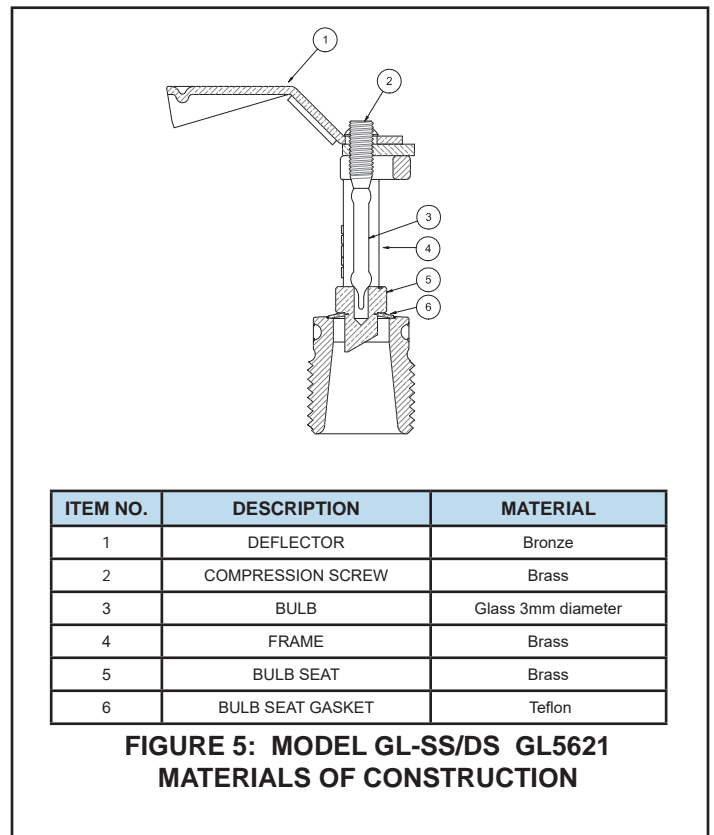 1
2
3
4
5
6
ITEM NO. DESCRIPTION MATERIAL
1 DEFLECTOR Bronze
2 COMPRESSION SCREW Brass
3 BULB Glass 3mm diameter
4 FRAME Brass
5 BULB SEAT Brass
6 BULB SEAT GASKET Teflon
FIGURE 5: MODEL GL-SS/DS GL5621
MATERIALS OF CONSTRUCTION